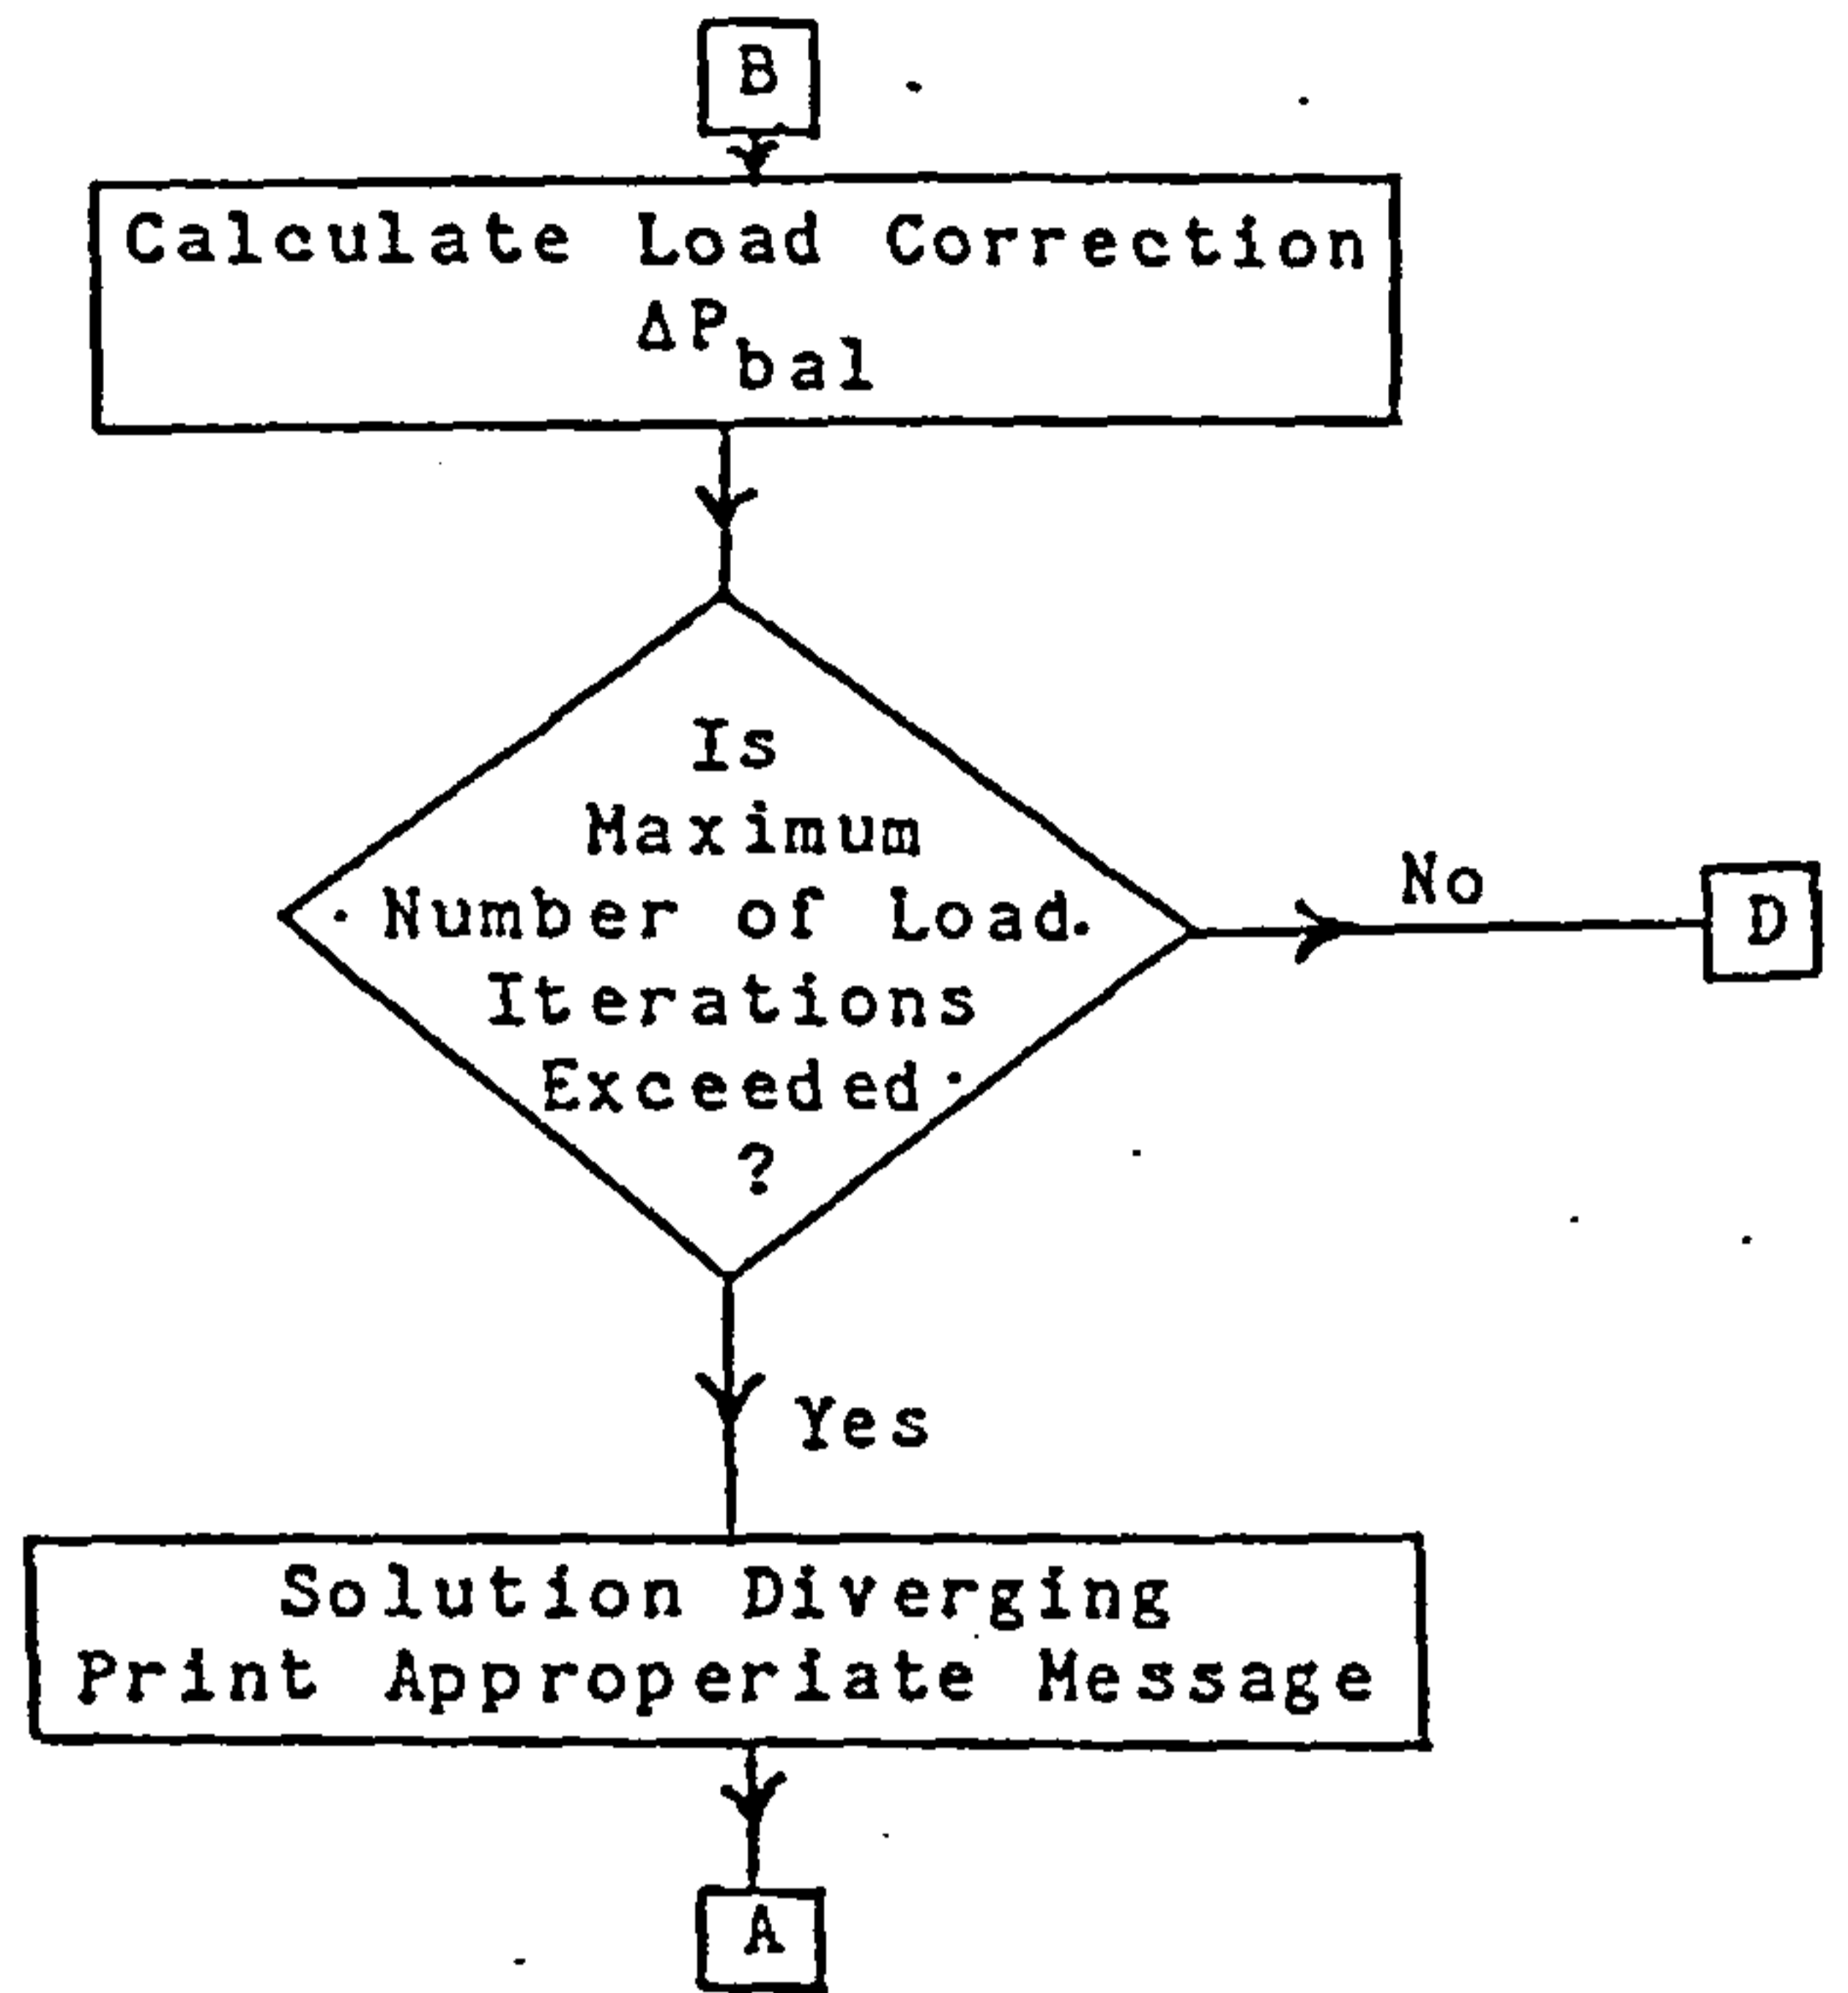 B
Calculate Load Correction
ΔP
bal
Is
Maximum
Number of Load
Iterations
Exceeded
?
No
D
Yes
Solution Diverging
Print Approperiate Message
A